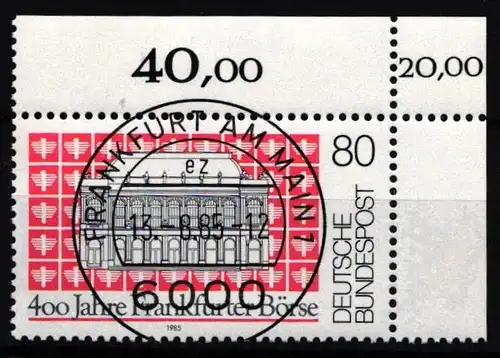 40,00
20,00
FRANKFURT AM MAIN 1
ez
13.-8.85-12
6000
80
DEUTSCHE
BUNDESPOST
400 Jahre Frankfurter Börse
1985